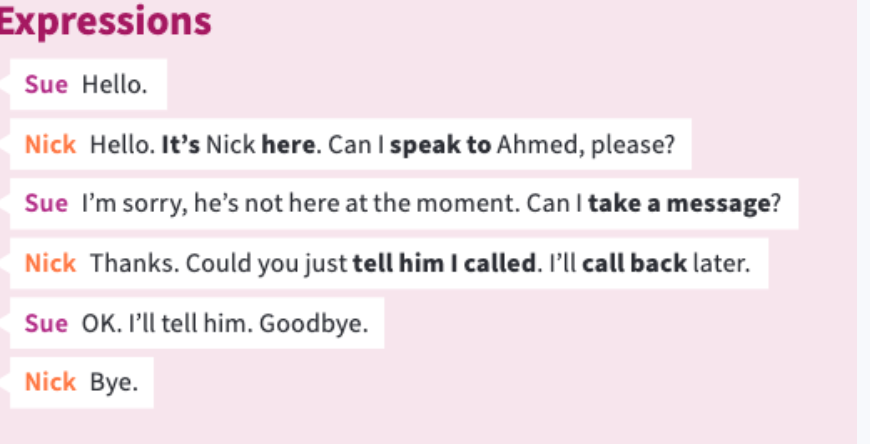 Expressions
Sue Hello.
Nick Hello. It’s Nick here. Can I speak to Ahmed, please?
Sue I’m sorry, he’s not here at the moment. Can I take a message?
Nick Thanks. Could you just tell him I called. I’ll call back later.
Sue OK. I’ll tell him. Goodbye.
Nick Bye.